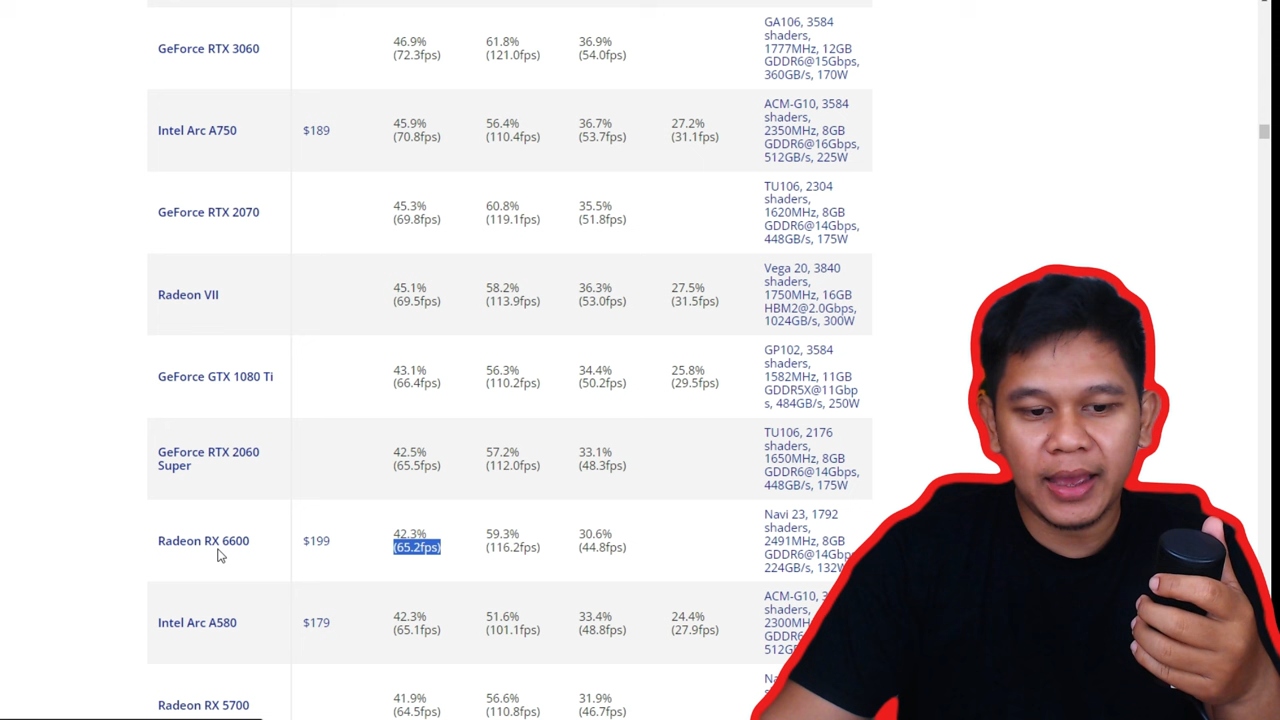 GeForce RTX 3060
46.9%
(72.3fps)
61.8%
(121.0fps)
36.9%
(54.0fps)
GA106, 3584
shaders,
1777MHz, 12GB
GDDR6@15Gbps,
360GB/s, 170W
Intel Arc A750
$189
45.9%
(70.8fps)
56.4%
(110.4fps)
36.7%
(53.7fps)
27.2%
(31.1fps)
ACM-G10, 3584
shaders,
2350MHz, 8GB
GDDR6@16Gbps,
512GB/s, 225W
GeForce RTX 2070
45.3%
(69.8fps)
60.8%
(119.1fps)
35.5%
(51.8fps)
TU106, 2304
shaders,
1620MHz, 8GB
GDDR6@14Gbps,
448GB/s, 175W
Radeon VII
45.1%
(69.5fps)
58.2%
(113.9fps)
36.3%
(53.0fps)
27.5%
(31.5fps)
Vega 20, 3840
shaders,
1750MHz, 16GB
HBM2@2.0Gbps,
1024GB/s, 300W
GeForce GTX 1080 Ti
43.1%
(66.4fps)
56.3%
(110.2fps)
34.4%
(50.2fps)
25.8%
(29.5fps)
GP102, 3584
shaders,
1582MHz, 11GB
GDDR5X@11Gbp
s, 484GB/s, 250W
GeForce RTX 2060
Super
42.5%
(65.5fps)
57.2%
(112.0fps)
33.1%
(48.3fps)
TU106, 2176
shaders,
1650MHz, 8GB
GDDR6@14Gbps,
448GB/s, 175W
Radeon RX 6600
$199
42.3%
(65.2fps)
59.3%
(116.2fps)
30.6%
(44.8fps)
Navi 23, 1792
shaders,
2491MHz, 8GB
GDDR6@14Gbps,
224GB/s, 132W
Intel Arc A580
$179
42.3%
(65.1fps)
51.6%
(101.1fps)
33.4%
(48.8fps)
24.4%
(27.9fps)
ACM-G10,
shaders,
Radeon RX 5700
41.9%
(64.5fps)
56.6%
(110.8fps)
31.9%
(46.7fps)